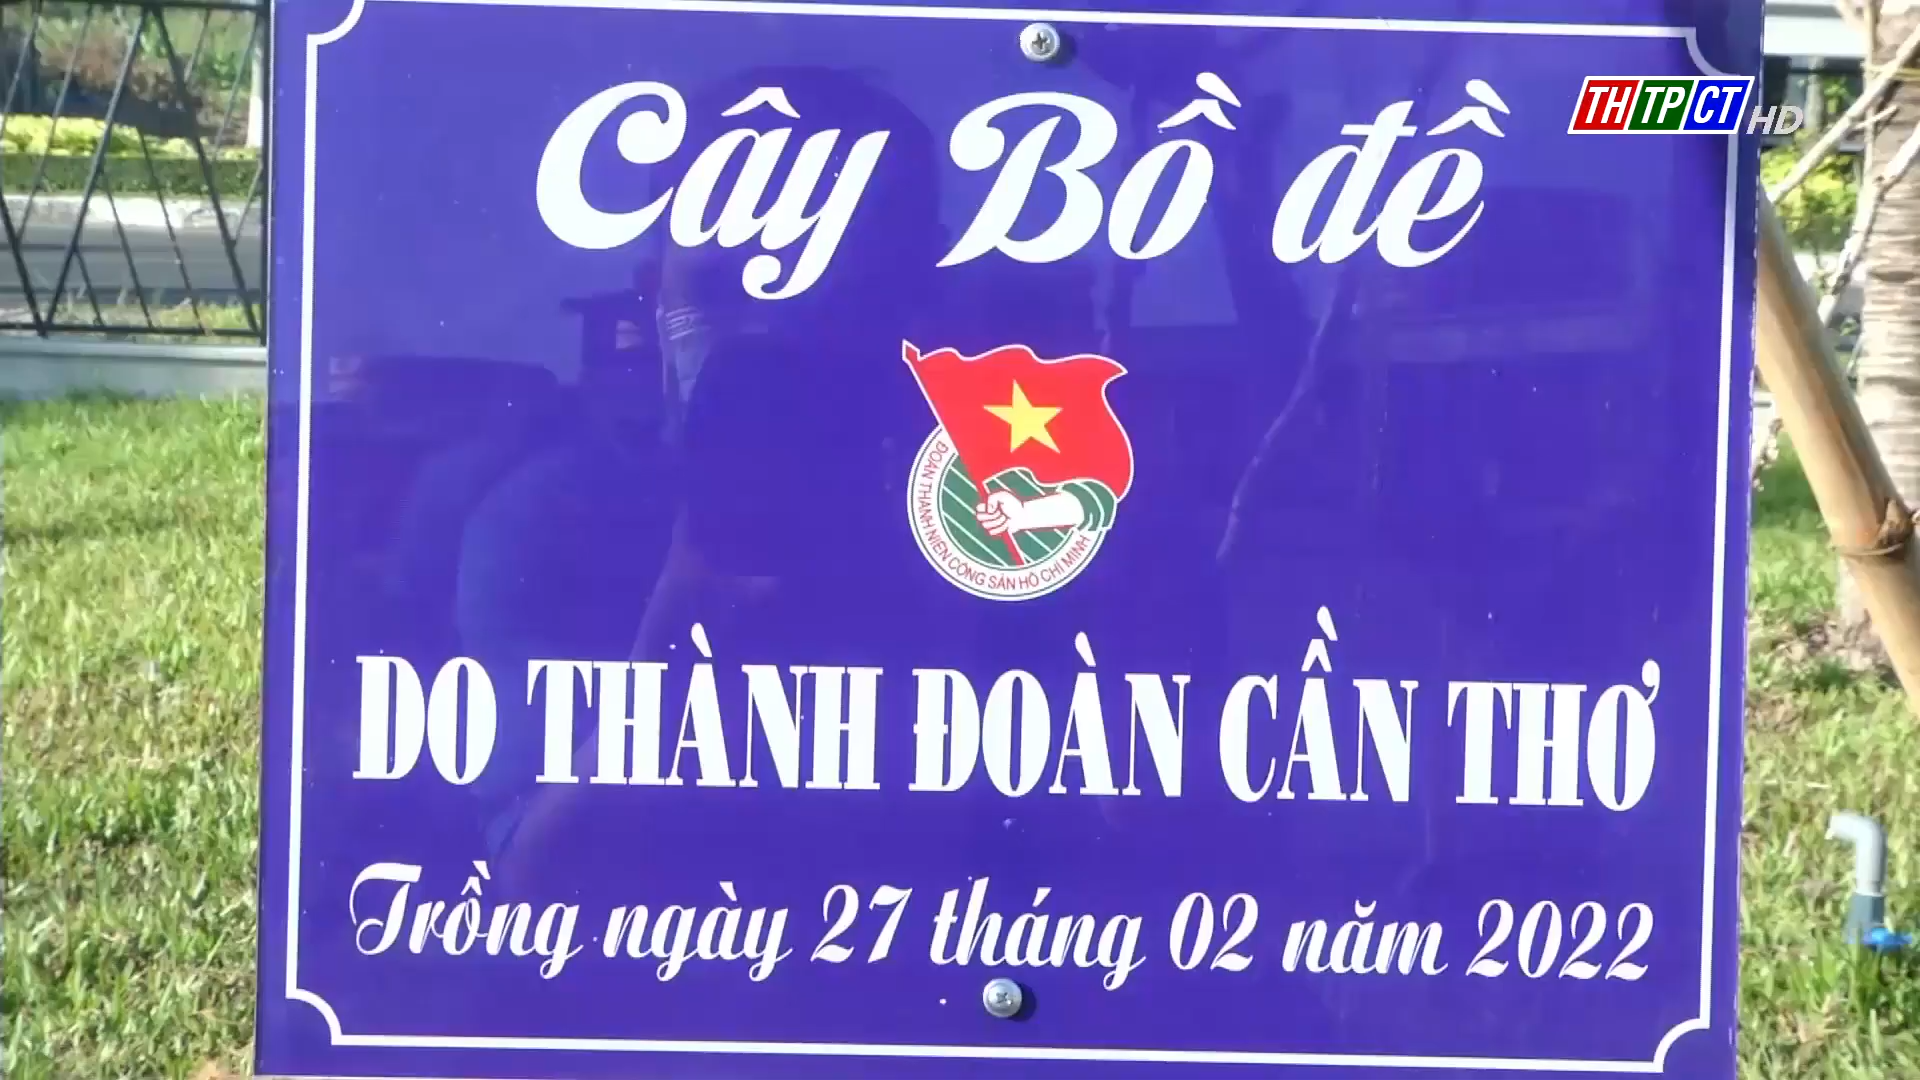 THTPCT HD
Cây Bồ đề
ĐOÀN THANH NIÊN CỘNG SẢN HỒ CHÍ MINH
DO THÀNH ĐOÀN CẦN THƠ
Trồng ngày 27 tháng 02 năm 2022